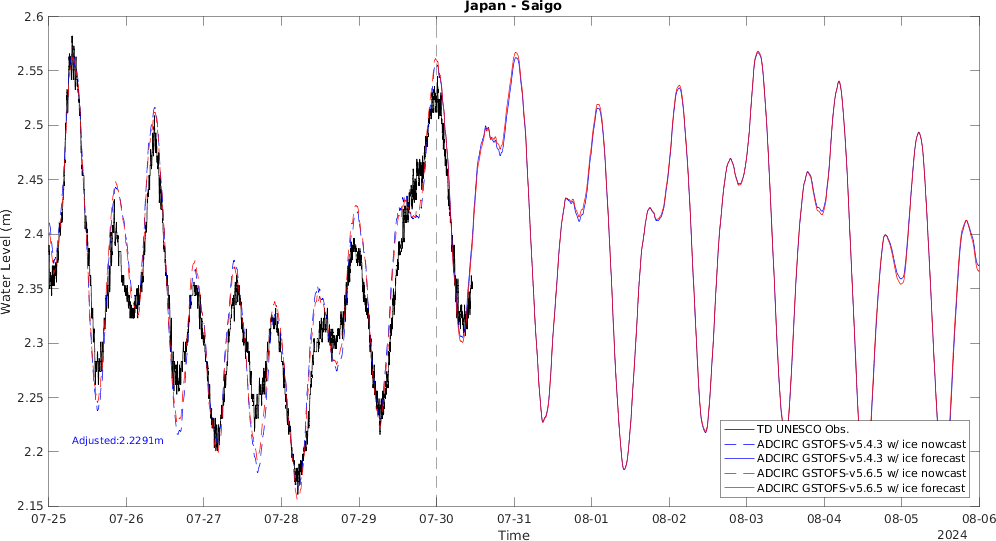 Japan - Saigo
Water Level (m)
2.6
2.55
2.5
2.45
2.4
2.35
2.3
2.25
2.2
2.15
Adjusted:2.2291m
TD UNESCO Obs.
ADCIRC GSTOFS-v5.4.3 w/ ice nowcast
ADCIRC GSTOFS-v5.4.3 w/ ice forecast
ADCIRC GSTOFS-v5.6.5 w/ ice nowcast
ADCIRC GSTOFS-v5.6.5 w/ ice forecast
07-25 07-26 07-27 07-28 07-29 07-30 07-31 08-01 08-02 08-03 08-04 08-05 08-06
Time
2024